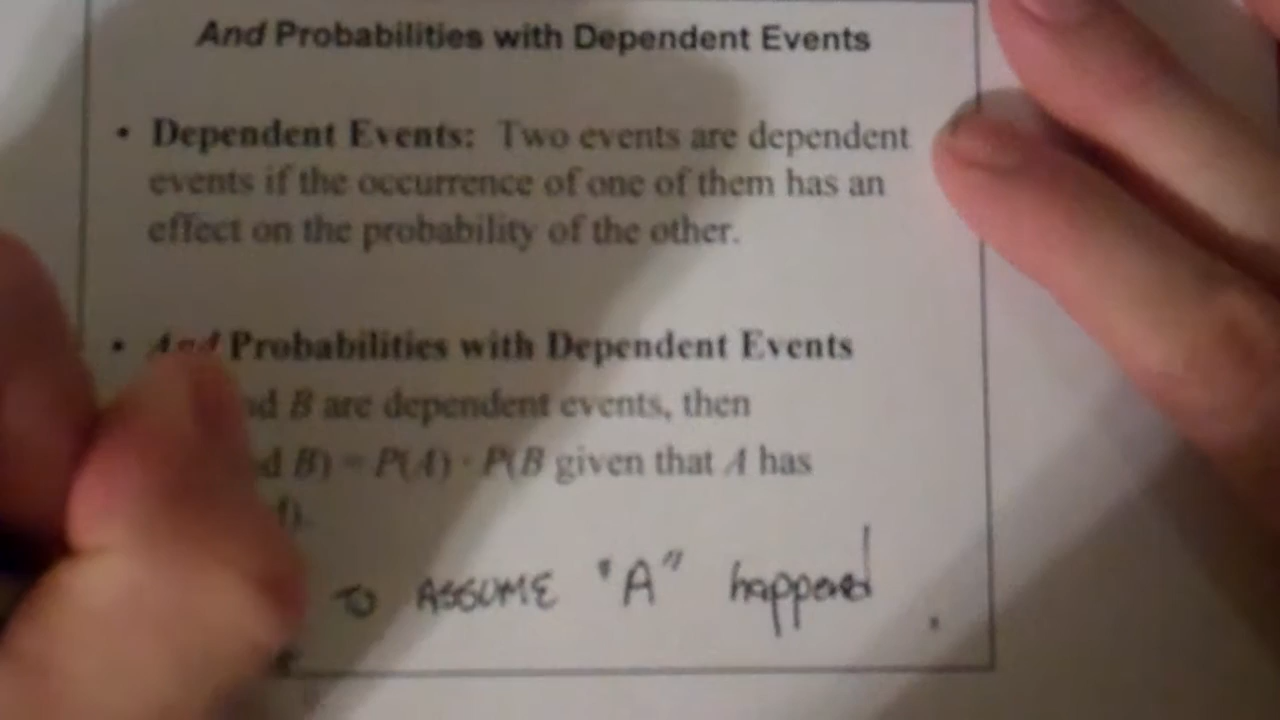 And Probabilities with Dependent Events
• Dependent Events: Two events are dependent
events if the occurrence of one of them has an
effect on the probability of the other.
• And Probabilities with Dependent Events
B are dependent events, then
B) = P(A) · P(B given that A has
TO ASSUME "A" happened